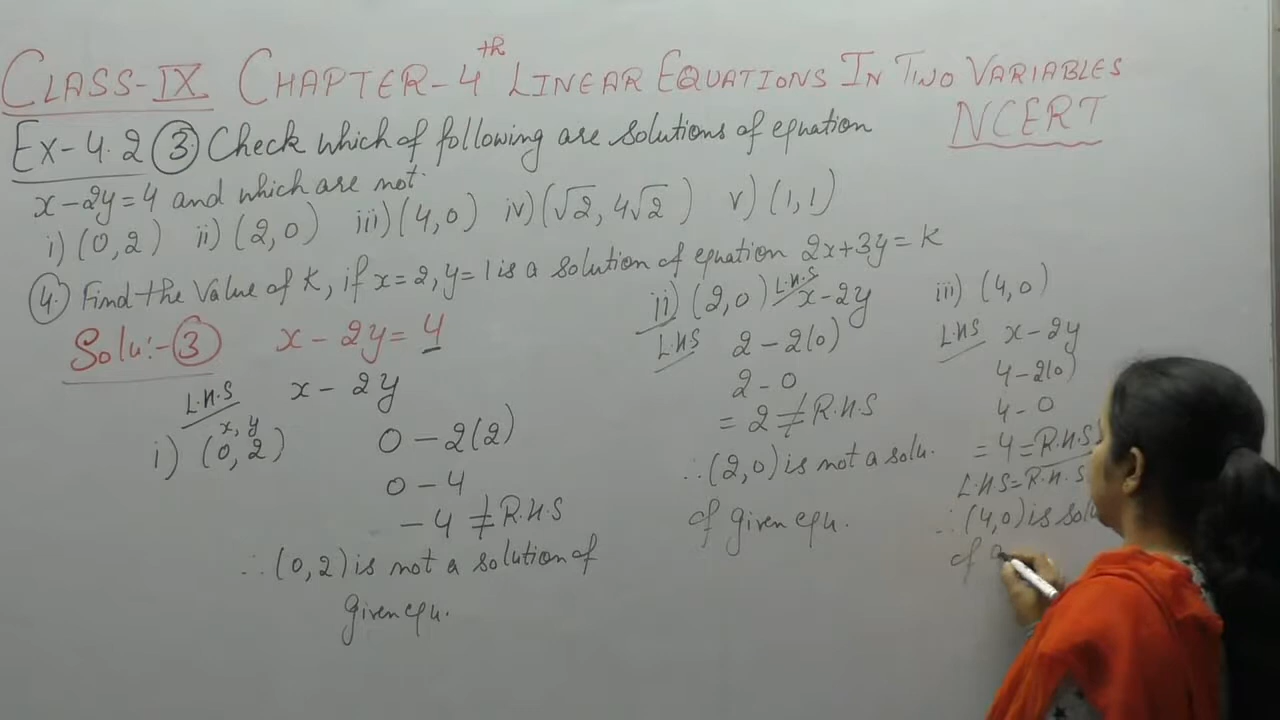 CLASS-IX CHAPTER-4th LINEAR EQUATIONS IN TWO VARIABLES
NCERT
Ex-4.2 (3) Check which of following are solutions of equation
x-2y=4 and which are not.
i) (0,2) ii) (2,0) iii) (4,0) iv) (√2, 4√2) v) (1,1)
(4.) Find the Value of K, if x=2, y=1 is a solution of equation 2x+3y=K
Solu:- (3) x-2y=4
L.H.S x-2y
x, y
i) (0,2) 0-2(2)
0-4
-4 ≠ R.H.S
∴ (0,2) is not a solution of
given equ.
ii) (2,0) L.H.S x-2y
L.H.S 2-2(0)
2-0
= 2 ≠ R.H.S
∴ (2,0) is not a solu.
of given equ.
iii) (4,0)
L.H.S x-2y
4-2(0)
4-0
= 4 = R.H.S
L.H.S = R.H.S
∴ (4,0) is solu
of